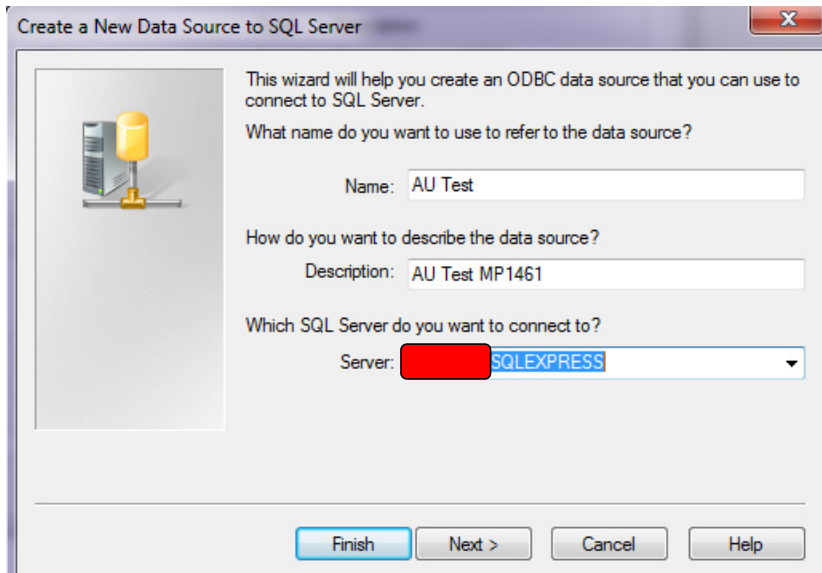 Create a New Data Source to SQL Server
This wizard will help you create an ODBC data source that you can use to
connect to SQL Server.
What name do you want to use to refer to the data source?
Name: AU Test
How do you want to describe the data source?
Description: AU Test MP1461
Which SQL Server do you want to connect to?
Server: SQLEXPRESS
Finish Next > Cancel Help